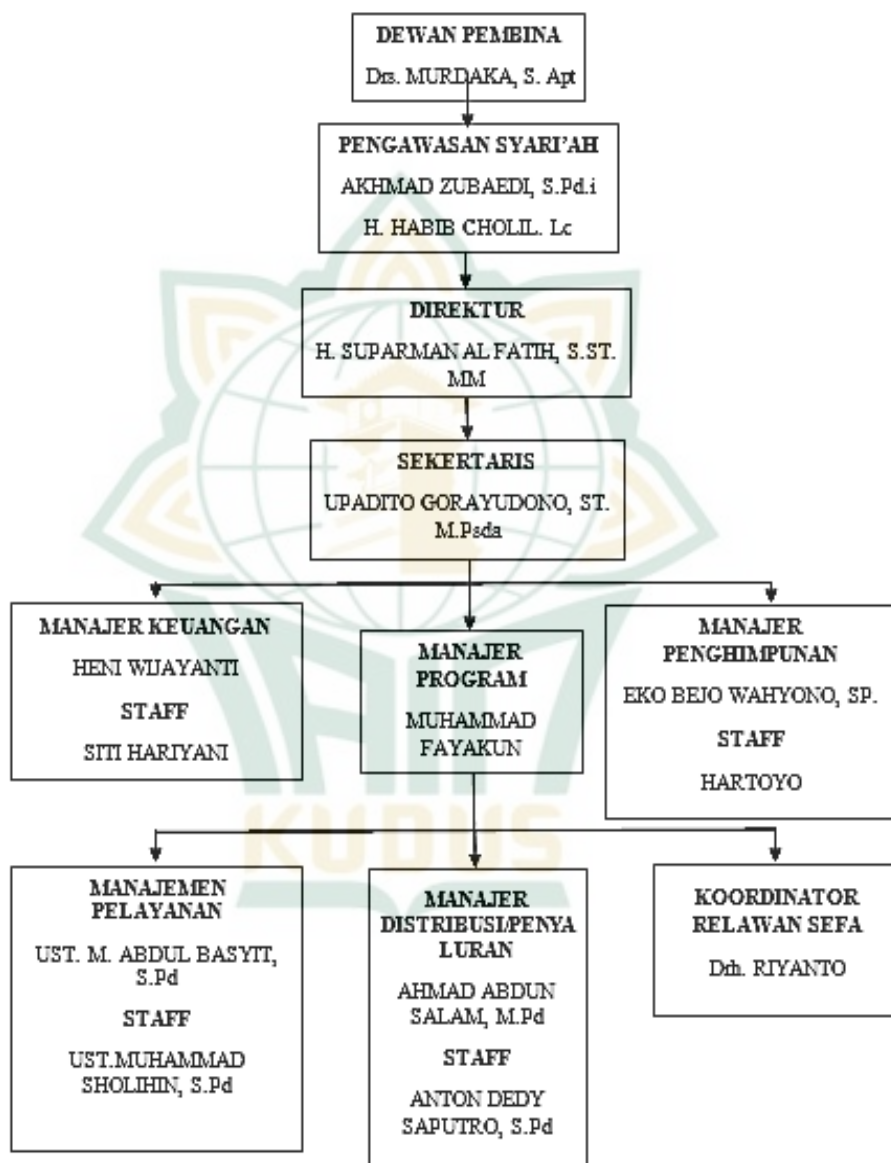 DEWAN PEMBINA
Drs. MURDAKA, S. Apt
PENGAWASAN SYARI'AH
AKHMAD ZUBAEDI, S.Pd.i
H. HABIB CHOLIL. Lc
DIREKTUR
H. SUPARMAN AL FATIH, S.ST.
MM
SEKERTARIS
UPADITO GORAYUDONO, ST.
M.Psda
MANAJER KEUANGAN
HENI WIJAYANTI
STAFF
SITI HARIYANI
MANAJER
PROGRAM
MUHAMMAD
FAYAKUN
MANAJER
PENGHIMPUNAN
EKO BEJO WAHYONO, SP.
STAFF
HARTOYO
MANAJEMEN
PELAYANAN
UST. M. ABDUL BASYIT,
S.Pd
STAFF
UST.MUHAMMAD
SHOLIHIN, S.Pd
MANAJER
DISTRIBUSI/PENYA
LURAN
AHMAD ABDUN
SALAM, M.Pd
STAFF
ANTON DEDY
SAPUTRO, S.Pd
KOORDINATOR
RELAWAN SEFA
Drh. RIYANTO
IAIN
KUDUS